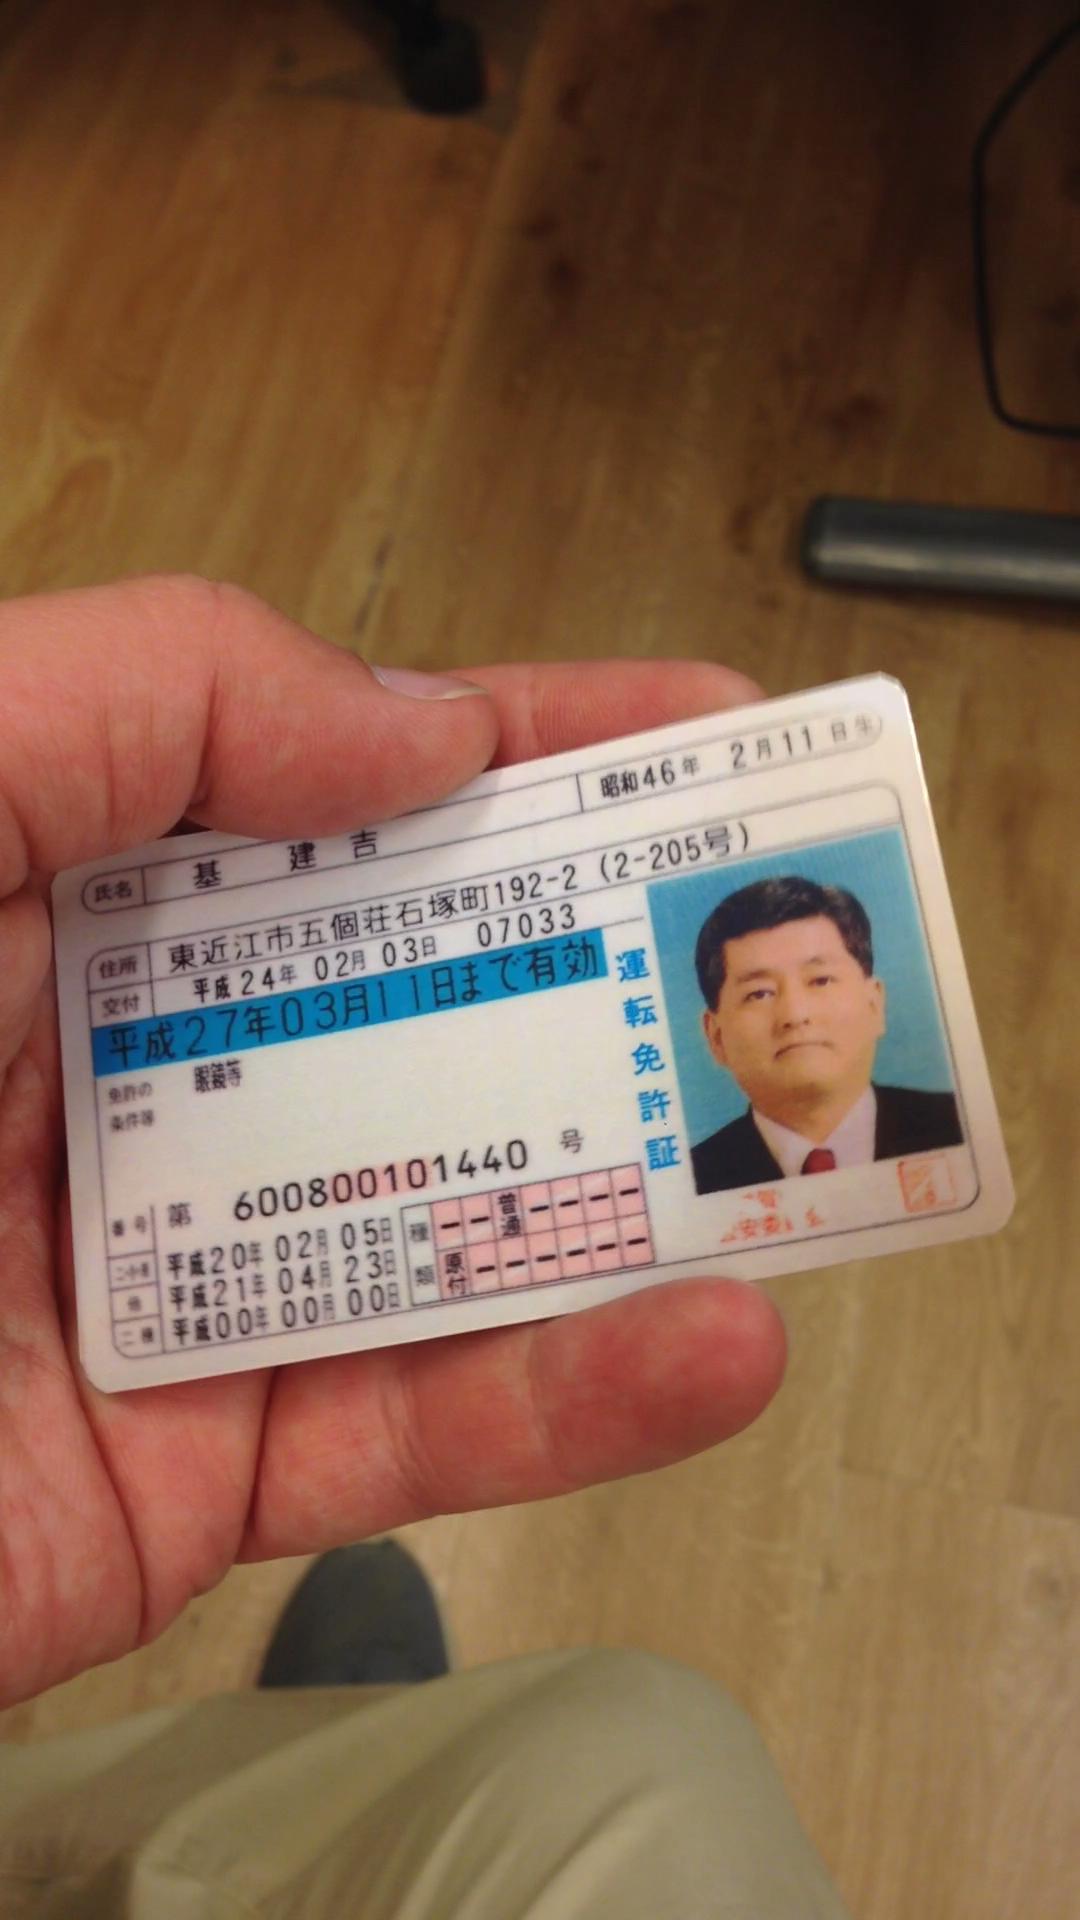 氏名 基 建 吉 昭和46年 2月11日生
住所 東近江市五個荘石塚町192-2 (2-205号)
交付 平成24年02月03日 07033
平成27年03月11日まで有効
免許の
条件等
眼鏡等
運転免許証
番号 第 600800101440 号
二小原 平成20年02月05日
他 平成21年04月23日
二種 平成00年00月00日
種類
普通
原付